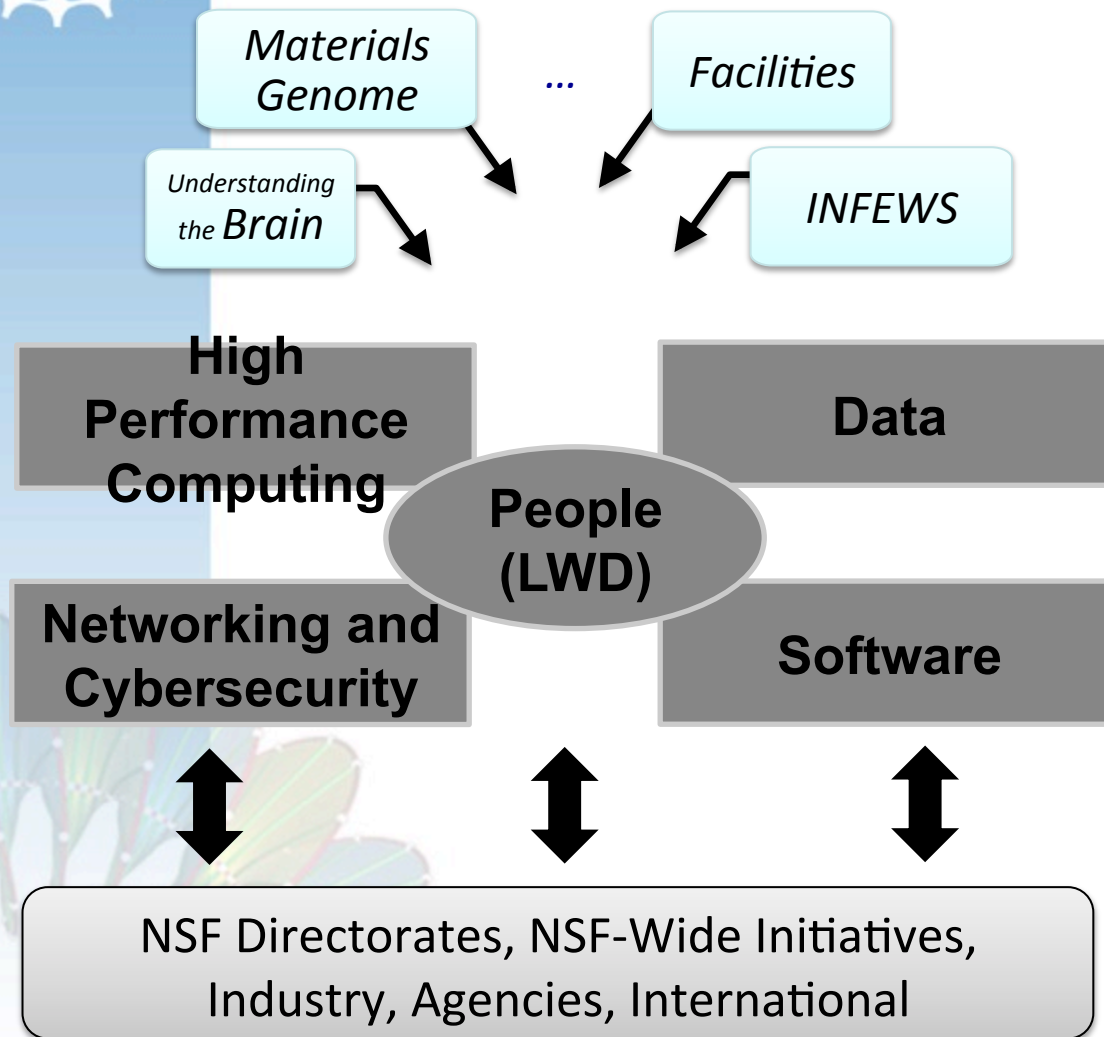 Materials
Genome
...
Facilities
Understanding
the Brain
INFEWS
High
Performance
Computing
Data
People
(LWD)
Networking and
Cybersecurity
Software
NSF Directorates, NSF-Wide Initiatives,
Industry, Agencies, International